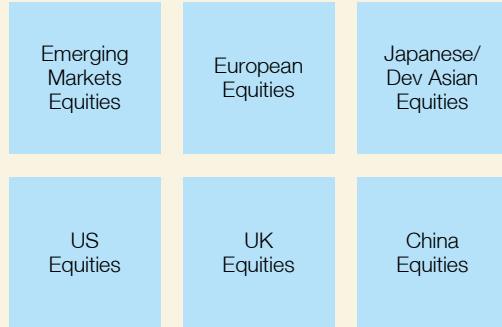 Emerging
Markets
Equities
European
Equities
Japanese/
Dev Asian
Equities
US
Equities
UK
Equities
China
Equities